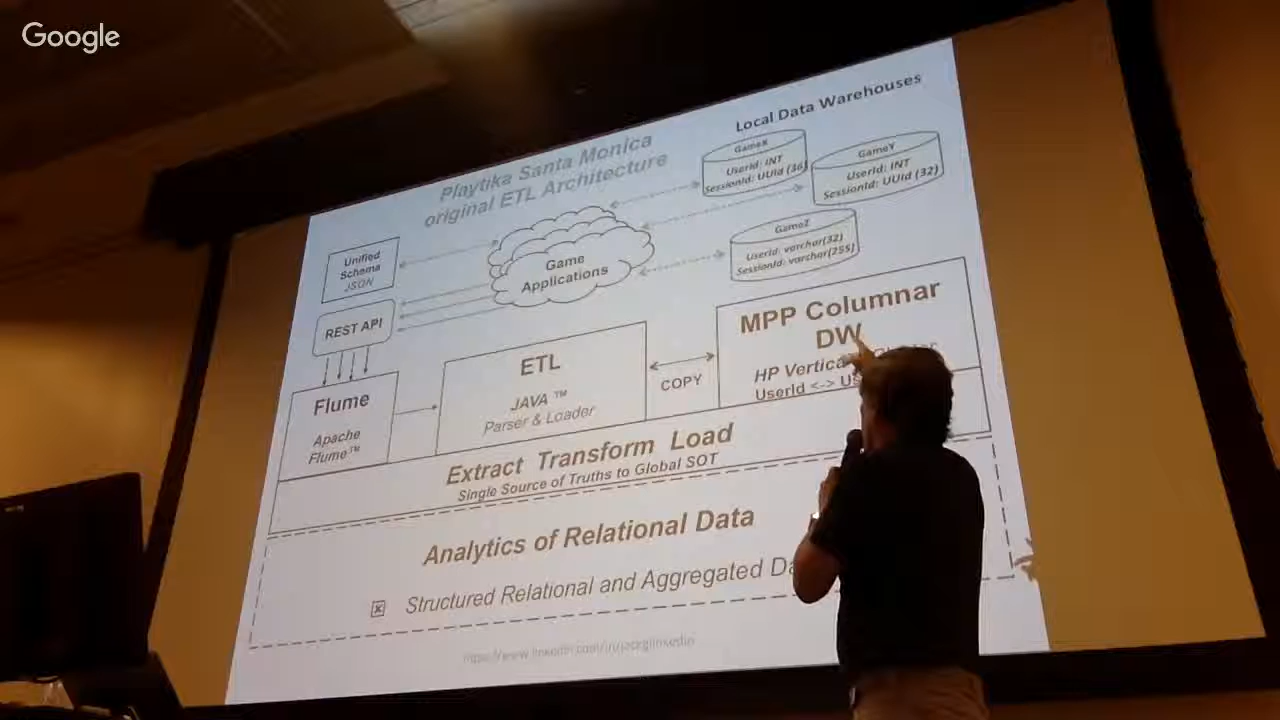 Google
Playtika Santa Monica
original ETL Architecture
Local Data Warehouses
GameX
UserId: INT
SessionId: UUId (36)
GameY
UserId: INT
SessionId: UUId (32)
GameZ
UserId: varchar(32)
SessionId: varchar(255)
Unified
Schema
JSON
Game
Applications
REST API
Flume
Apache
Flume™
ETL
JAVA ™
Parser & Loader
COPY
MPP Columnar
DW
HP Vertica
UserId <->
Extract Transform Load
Single Source of Truths to Global SOT
Analytics of Relational Data
Structured Relational and Aggregated